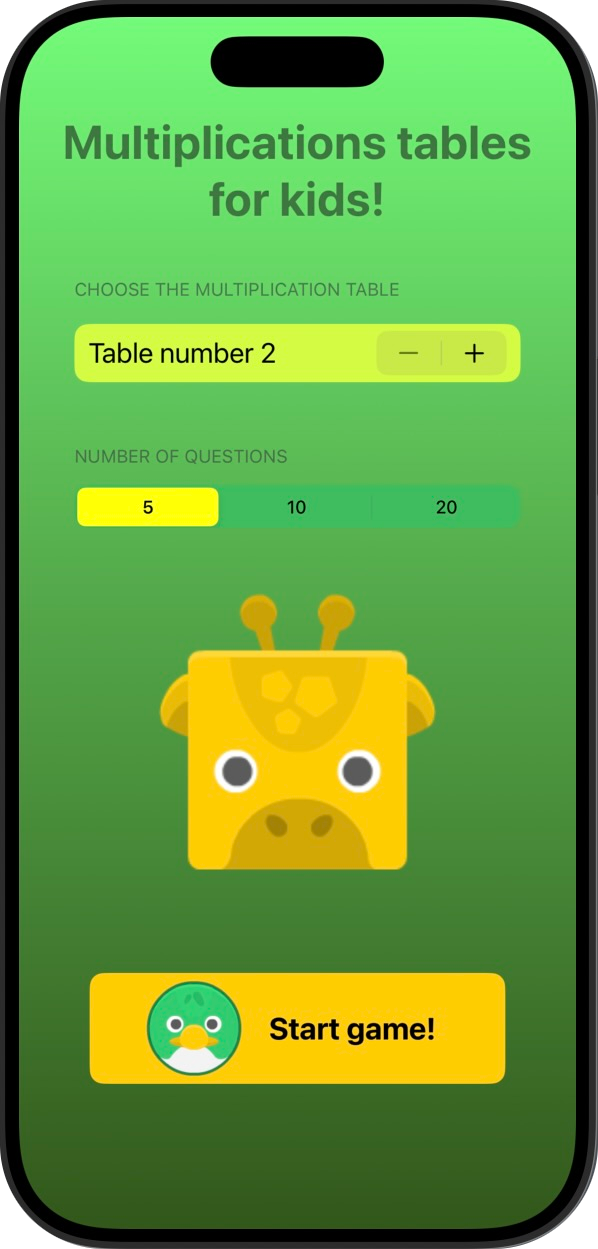 Multiplications tables
for kids!
CHOOSE THE MULTIPLICATION TABLE
Table number 2 − +
NUMBER OF QUESTIONS
5 10 20
Start game!